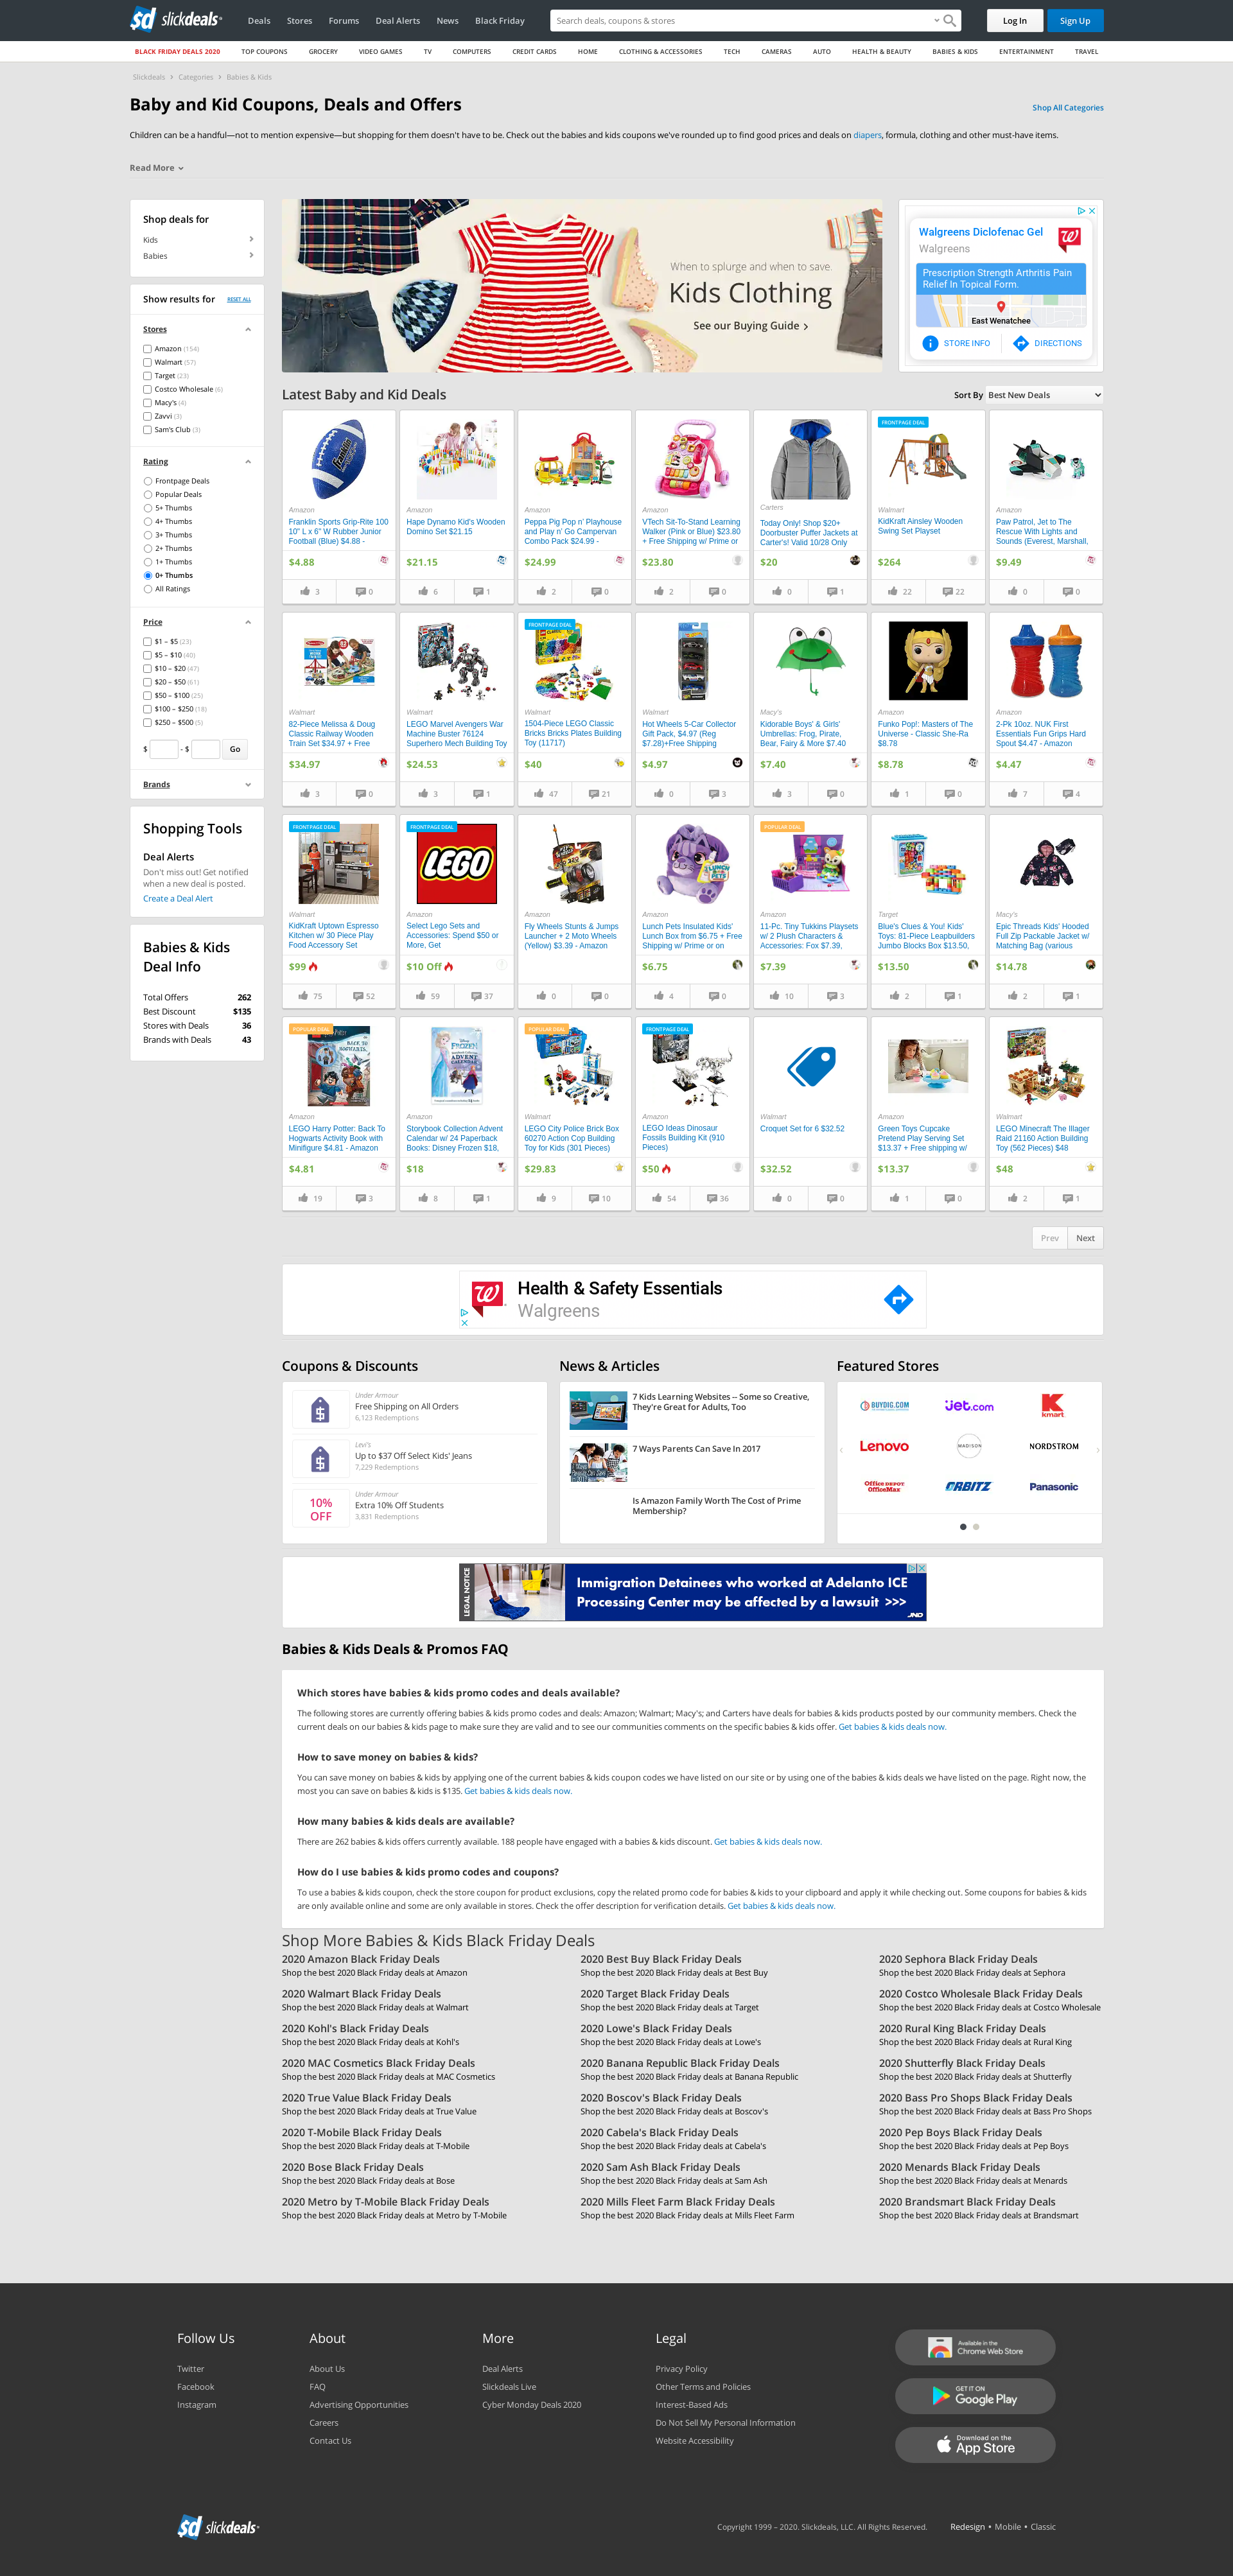 slickdeals
Deals
Stores
Forums
Deal Alerts
News
Black Friday
Search deals, coupons & stores
Log In
Sign Up
BLACK FRIDAY DEALS 2020
TOP COUPONS
GROCERY
VIDEO GAMES
TV
COMPUTERS
CREDIT CARDS
HOME
CLOTHING & ACCESSORIES
TECH
CAMERAS
AUTO
HEALTH & BEAUTY
BABIES & KIDS
ENTERTAINMENT
TRAVEL
Slickdeals > Categories > Babies & Kids
Baby and Kid Coupons, Deals and Offers
Shop All Categories
Children can be a handful—not to mention expensive—but shopping for them doesn't have to be. Check out the babies and kids coupons we've rounded up to find good prices and deals on diapers, formula, clothing and other must-have items.
Read More
Shop deals for
Kids
Babies
Show results for
RESET ALL
Stores
Amazon (154)
Walmart (57)
Target (23)
Costco Wholesale (6)
Macy's (4)
Zavvi (3)
Sam's Club (3)
Rating
Frontpage Deals
Popular Deals
5+ Thumbs
4+ Thumbs
3+ Thumbs
2+ Thumbs
1+ Thumbs
0+ Thumbs
All Ratings
Price
$1 – $5 (23)
$5 – $10 (40)
$10 – $20 (47)
$20 – $50 (61)
$50 – $100 (25)
$100 – $250 (18)
$250 – $500 (5)
$ - $ Go
Brands
Shopping Tools
Deal Alerts
Don't miss out! Get notified
when a new deal is posted.
Create a Deal Alert
Babies & Kids
Deal Info
Total Offers 262
Best Discount $135
Stores with Deals 36
Brands with Deals 43
When to splurge and when to save.
Kids Clothing
See our Buying Guide >
Walgreens Diclofenac Gel
Walgreens
Prescription Strength Arthritis Pain
Relief In Topical Form.
East Wenatchee
STORE INFO
DIRECTIONS
Latest Baby and Kid Deals
Sort By Best New Deals
Amazon
Franklin Sports Grip-Rite 100
10" L x 6" W Rubber Junior
Football (Blue) $4.88 -
$4.88
3
0
Amazon
Hape Dynamo Kid's Wooden
Domino Set $21.15
$21.15
6
1
Amazon
Peppa Pig Pop n' Playhouse
and Play n' Go Campervan
Combo Pack $24.99 -
$24.99
2
0
Amazon
VTech Sit-To-Stand Learning
Walker (Pink or Blue) $23.80
+ Free Shipping w/ Prime or
$23.80
2
0
Carters
Today Only! Shop $20+
Doorbuster Puffer Jackets at
Carter's! Valid 10/28 Only
$20
0
1
FRONTPAGE DEAL
Walmart
KidKraft Ainsley Wooden
Swing Set Playset
$264
22
22
Amazon
Paw Patrol, Jet to The
Rescue With Lights and
Sounds (Everest, Marshall,
$9.49
0
0
Walmart
82-Piece Melissa & Doug
Classic Railway Wooden
Train Set $34.97 + Free
$34.97
3
0
Walmart
LEGO Marvel Avengers War
Machine Buster 76124
Superhero Mech Building Toy
$24.53
3
1
FRONTPAGE DEAL
Walmart
1504-Piece LEGO Classic
Bricks Bricks Plates Building
Toy (11717)
$40
47
21
Walmart
Hot Wheels 5-Car Collector
Gift Pack, $4.97 (Reg
$7.28)+Free Shipping
$4.97
0
3
Macy's
Kidorable Boys' & Girls'
Umbrellas: Frog, Pirate,
Bear, Fairy & More $7.40
$7.40
3
0
Amazon
Funko Pop!: Masters of The
Universe - Classic She-Ra
$8.78
$8.78
1
0
Amazon
2-Pk 10oz. NUK First
Essentials Fun Grips Hard
Spout $4.47 - Amazon
$4.47
7
4
FRONTPAGE DEAL
Walmart
KidKraft Uptown Espresso
Kitchen w/ 30 Piece Play
Food Accessory Set
$99
75
52
FRONTPAGE DEAL
LEGO
Amazon
Select Lego Sets and
Accessories: Spend $50 or
More, Get
$10 Off
59
37
Amazon
Fly Wheels Stunts & Jumps
Launcher + 2 Moto Wheels
(Yellow) $3.39 - Amazon
0
0
LUNCH PETS
Amazon
Lunch Pets Insulated Kids'
Lunch Box from $6.75 + Free
Shipping w/ Prime or on
$6.75
4
0
POPULAR DEAL
Amazon
11-Pc. Tiny Tukkins Playsets
w/ 2 Plush Characters &
Accessories: Fox $7.39,
$7.39
10
3
Target
Blue's Clues & You! Kids'
Toys: 81-Piece Leapbuilders
Jumbo Blocks Box $13.50,
$13.50
2
1
Macy's
Epic Threads Kids' Hooded
Full Zip Packable Jacket w/
Matching Bag (various
$14.78
2
1
POPULAR DEAL
BACK TO HOGWARTS
Amazon
LEGO Harry Potter: Back To
Hogwarts Activity Book with
Minifigure $4.81 - Amazon
$4.81
19
3
FROZEN
ADVENT CALENDAR
Amazon
Storybook Collection Advent
Calendar w/ 24 Paperback
Books: Disney Frozen $18,
$18
8
1
POPULAR DEAL
Walmart
LEGO City Police Brick Box
60270 Action Cop Building
Toy for Kids (301 Pieces)
$29.83
9
10
FRONTPAGE DEAL
Amazon
LEGO Ideas Dinosaur
Fossils Building Kit (910
Pieces)
$50
54
36
Walmart
Croquet Set for 6 $32.52
$32.52
0
0
Amazon
Green Toys Cupcake
Pretend Play Serving Set
$13.37 + Free shipping w/
$13.37
1
0
Walmart
LEGO Minecraft The Illager
Raid 21160 Action Building
Toy (562 Pieces) $48
$48
2
1
Prev
Next
Health & Safety Essentials
Walgreens
Coupons & Discounts
Under Armour
Free Shipping on All Orders
6,123 Redemptions
Levi's
Up to $37 Off Select Kids' Jeans
7,229 Redemptions
10%
OFF
Under Armour
Extra 10% Off Students
3,831 Redemptions
News & Articles
7 Kids Learning Websites -- Some so Creative,
They're Great for Adults, Too
7 Ways Parents Can Save In 2017
Is Amazon Family Worth The Cost of Prime
Membership?
Featured Stores
BUYDIG.COM
jet.com
kmart
Lenovo
MADISON
NORDSTROM
Office DEPOT
OfficeMax
ORBITZ
Panasonic
LEGAL NOTICE
Immigration Detainees who worked at Adelanto ICE
Processing Center may be affected by a lawsuit >>>
JND
Babies & Kids Deals & Promos FAQ
Which stores have babies & kids promo codes and deals available?
The following stores are currently offering babies & kids promo codes and deals: Amazon; Walmart; Macy's; and Carters have deals for babies & kids products posted by our community members. Check the
current deals on our babies & kids page to make sure they are valid and to see our communities comments on the specific babies & kids offer. Get babies & kids deals now.
How to save money on babies & kids?
You can save money on babies & kids by applying one of the current babies & kids coupon codes we have listed on our site or by using one of the babies & kids deals we have listed on the page. Right now, the
most you can save on babies & kids is $135. Get babies & kids deals now.
How many babies & kids deals are available?
There are 262 babies & kids offers currently available. 188 people have engaged with a babies & kids discount. Get babies & kids deals now.
How do I use babies & kids promo codes and coupons?
To use a babies & kids coupon, check the store coupon for product exclusions, copy the related promo code for babies & kids to your clipboard and apply it while checking out. Some coupons for babies & kids
are only available online and some are only available in stores. Check the offer description for verification details. Get babies & kids deals now.
Shop More Babies & Kids Black Friday Deals
2020 Amazon Black Friday Deals
Shop the best 2020 Black Friday deals at Amazon
2020 Best Buy Black Friday Deals
Shop the best 2020 Black Friday deals at Best Buy
2020 Sephora Black Friday Deals
Shop the best 2020 Black Friday deals at Sephora
2020 Walmart Black Friday Deals
Shop the best 2020 Black Friday deals at Walmart
2020 Target Black Friday Deals
Shop the best 2020 Black Friday deals at Target
2020 Costco Wholesale Black Friday Deals
Shop the best 2020 Black Friday deals at Costco Wholesale
2020 Kohl's Black Friday Deals
Shop the best 2020 Black Friday deals at Kohl's
2020 Lowe's Black Friday Deals
Shop the best 2020 Black Friday deals at Lowe's
2020 Rural King Black Friday Deals
Shop the best 2020 Black Friday deals at Rural King
2020 MAC Cosmetics Black Friday Deals
Shop the best 2020 Black Friday deals at MAC Cosmetics
2020 Banana Republic Black Friday Deals
Shop the best 2020 Black Friday deals at Banana Republic
2020 Shutterfly Black Friday Deals
Shop the best 2020 Black Friday deals at Shutterfly
2020 True Value Black Friday Deals
Shop the best 2020 Black Friday deals at True Value
2020 Boscov's Black Friday Deals
Shop the best 2020 Black Friday deals at Boscov's
2020 Bass Pro Shops Black Friday Deals
Shop the best 2020 Black Friday deals at Bass Pro Shops
2020 T-Mobile Black Friday Deals
Shop the best 2020 Black Friday deals at T-Mobile
2020 Cabela's Black Friday Deals
Shop the best 2020 Black Friday deals at Cabela's
2020 Pep Boys Black Friday Deals
Shop the best 2020 Black Friday deals at Pep Boys
2020 Bose Black Friday Deals
Shop the best 2020 Black Friday deals at Bose
2020 Sam Ash Black Friday Deals
Shop the best 2020 Black Friday deals at Sam Ash
2020 Menards Black Friday Deals
Shop the best 2020 Black Friday deals at Menards
2020 Metro by T-Mobile Black Friday Deals
Shop the best 2020 Black Friday deals at Metro by T-Mobile
2020 Mills Fleet Farm Black Friday Deals
Shop the best 2020 Black Friday deals at Mills Fleet Farm
2020 Brandsmart Black Friday Deals
Shop the best 2020 Black Friday deals at Brandsmart
Follow Us
Twitter
Facebook
Instagram
About
About Us
FAQ
Advertising Opportunities
Careers
Contact Us
More
Deal Alerts
Slickdeals Live
Cyber Monday Deals 2020
Legal
Privacy Policy
Other Terms and Policies
Interest-Based Ads
Do Not Sell My Personal Information
Website Accessibility
Available in the
Chrome Web Store
GET IT ON
Google Play
Download on the
App Store
slickdeals
Copyright 1999 – 2020. Slickdeals, LLC. All Rights Reserved.
Redesign • Mobile • Classic